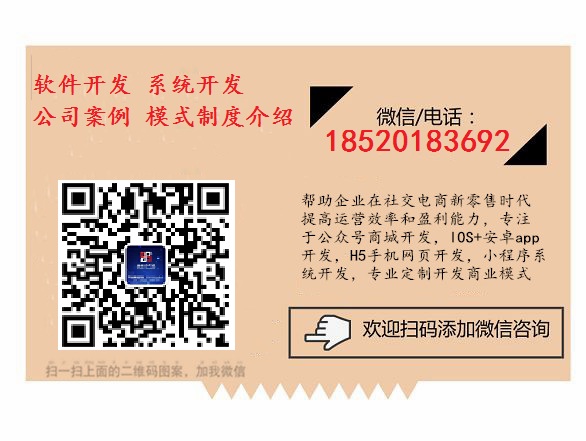 软件开发 系统开发
公司案例 模式制度介绍
微信/电话：
18520183692
帮助企业在社交电商新零售时代
提高运营效率和盈利能力，专注
于公众号商城开发，IOS+安卓app
开发，H5手机网页开发，小程序系
统开发，专业定制开发商业模式
欢迎扫码添加微信咨询
扫一扫上面的二维码图案，加我微信